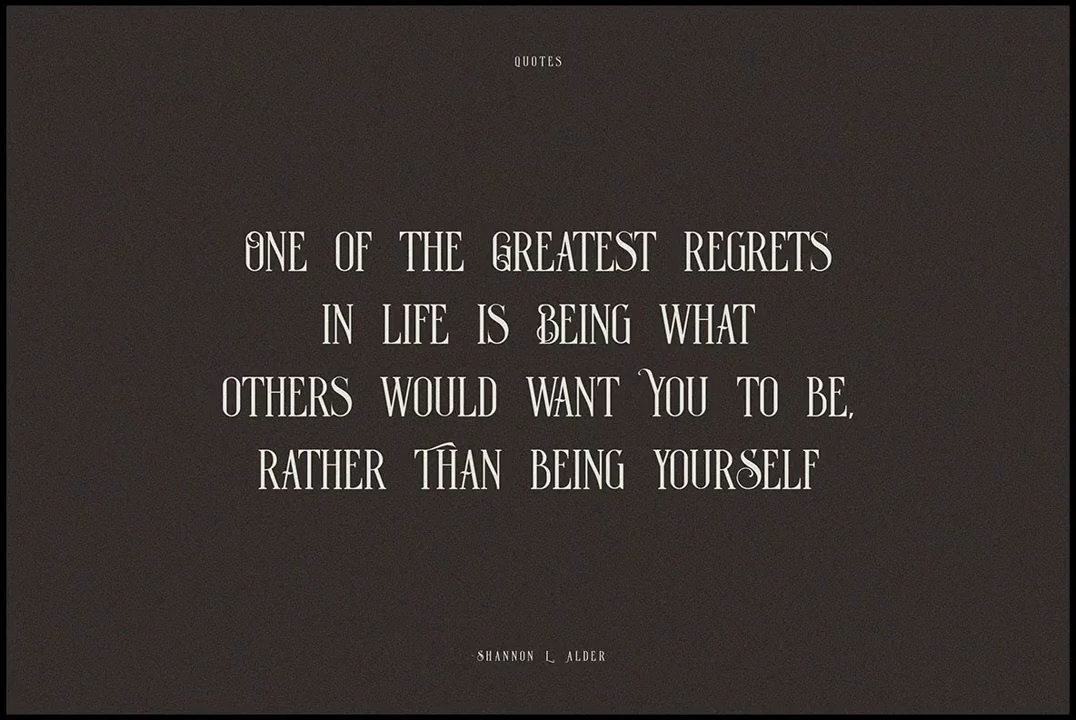 QUOTES
ONE OF THE GREATEST REGRETS
IN LIFE IS BEING WHAT
OTHERS WOULD WANT YOU TO BE,
RATHER THAN BEING YOURSELF
SHANNON L ALDER